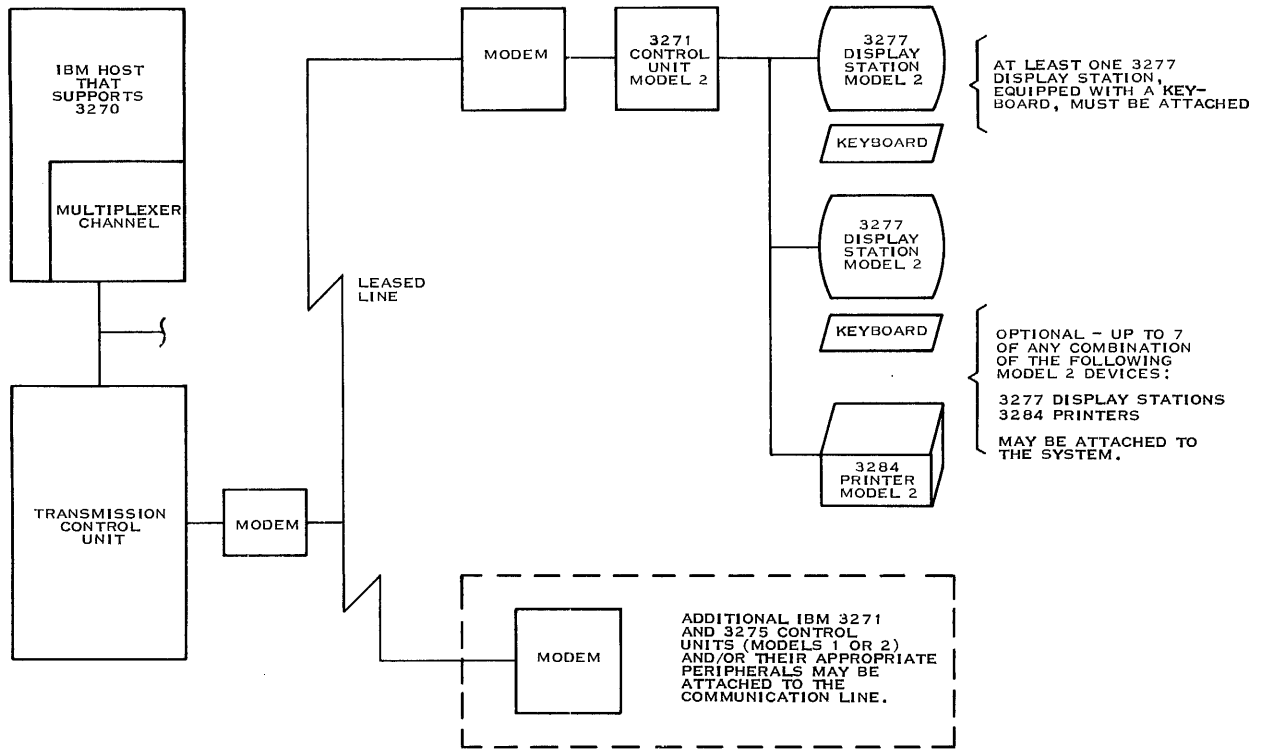 IBM HOST
THAT
SUPPORTS
3270
MULTIPLEXER
CHANNEL
TRANSMISSION
CONTROL
UNIT
MODEM
LEASED
LINE
MODEM
3271
CONTROL
UNIT
MODEL 2
3277
DISPLAY
STATION
MODEL 2
KEYBOARD
AT LEAST ONE 3277
DISPLAY STATION,
EQUIPPED WITH A KEY-
BOARD, MUST BE ATTACHED
3277
DISPLAY
STATION
MODEL 2
KEYBOARD
3284
PRINTER
MODEL 2
OPTIONAL - UP TO 7
OF ANY COMBINATION
OF THE FOLLOWING
MODEL 2 DEVICES:
3277 DISPLAY STATIONS
3284 PRINTERS
MAY BE ATTACHED TO
THE SYSTEM.
MODEM
ADDITIONAL IBM 3271
AND 3275 CONTROL
UNITS (MODELS 1 OR 2)
AND/OR THEIR APPROPRIATE
PERIPHERALS MAY BE
ATTACHED TO THE
COMMUNICATION LINE.